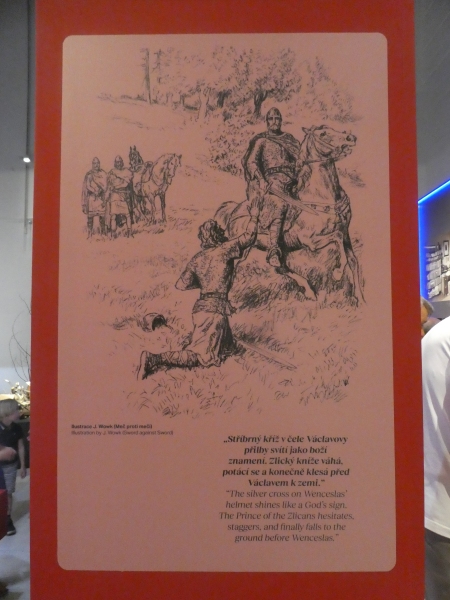 Ilustrace J. Wowk (Meč proti meči)
Illustration by J. Wowk (Sword against Sword)
„Stříbrný kříž v čele Václavovy
přilby svítí jako boží
znamení. Zlický kníže váhá,
potácí se a konečně klesá před
Václavem k zemi.“
“The silver cross on Wenceslas’
helmet shines like a God’s sign.
The Prince of the Zlicans hesitates,
staggers, and finally falls to the
ground before Wenceslas.”